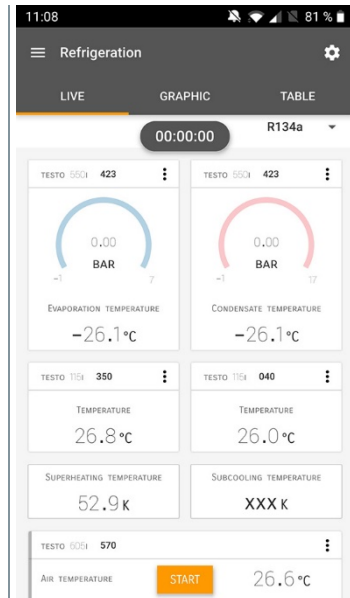 11:08 81 %
Refrigeration
LIVE GRAPHIC TABLE
00:00:00 R134a
TESTO 550i 423
0.00
BAR
-1 7
EVAPORATION TEMPERATURE
-26.1°C
TESTO 550i 423
0.00
BAR
-1 17
CONDENSATE TEMPERATURE
-26.1°C
TESTO 115i 350
TEMPERATURE
26.8°C
TESTO 115i 040
TEMPERATURE
26.0°C
SUPERHEATING TEMPERATURE
52.9 K
SUBCOOLING TEMPERATURE
XXX K
TESTO 605i 570
AIR TEMPERATURE START 26.6°C